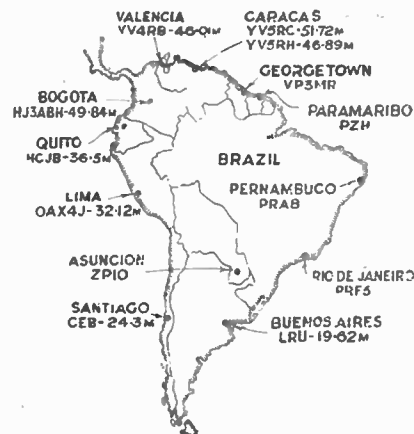 VALENCIA
YV4RB-46.01M
CARACAS
YV5RC-51.72M
YV5RH-46.89M
GEORGETOWN
VP3MR
BOGOTA
HJ3ABH-49.84M
PARAMARIBO
PZH
QUITO
HCJB-36.5M
BRAZIL
PERNAMBUCO
PRA8
LIMA
OAX4J-32.12M
ASUNCION
ZP10
RIO DE JANEIRO
PRF5
SANTIAGO
CEB-24.3M
BUENOS AIRES
LRU-19.62M